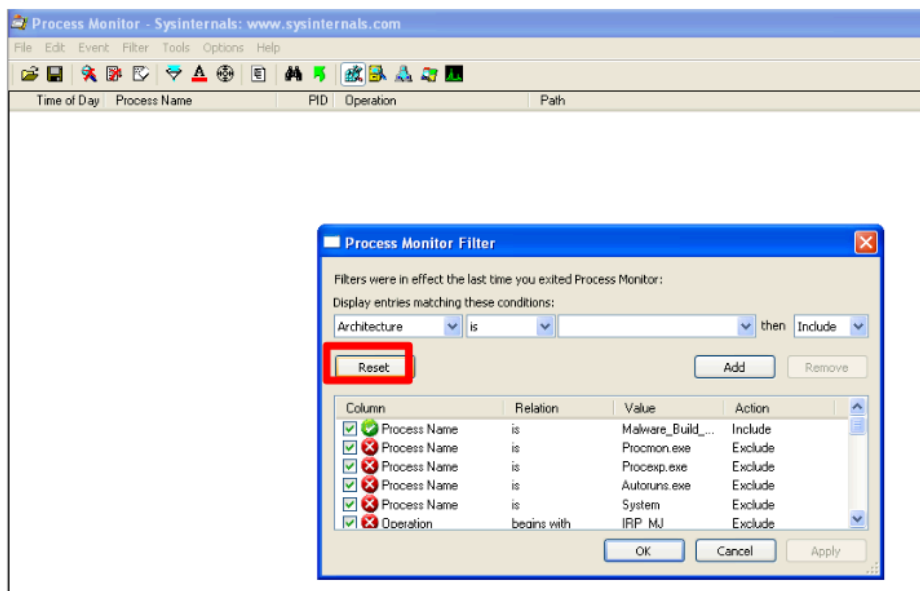 Process Monitor - Sysinternals: www.sysinternals.com
File Edit Event Filter Tools Options Help
Time of Day Process Name PID Operation Path
Process Monitor Filter
Filters were in effect the last time you exited Process Monitor:
Display entries matching these conditions:
Architecture is then Include
Reset Add Remove
Column Relation Value Action
Process Name is Malware_Build_... Include
Process Name is Procmon.exe Exclude
Process Name is Procexp.exe Exclude
Process Name is Autoruns.exe Exclude
Process Name is System Exclude
Operation begins with IRP_MJ Exclude
OK Cancel Apply